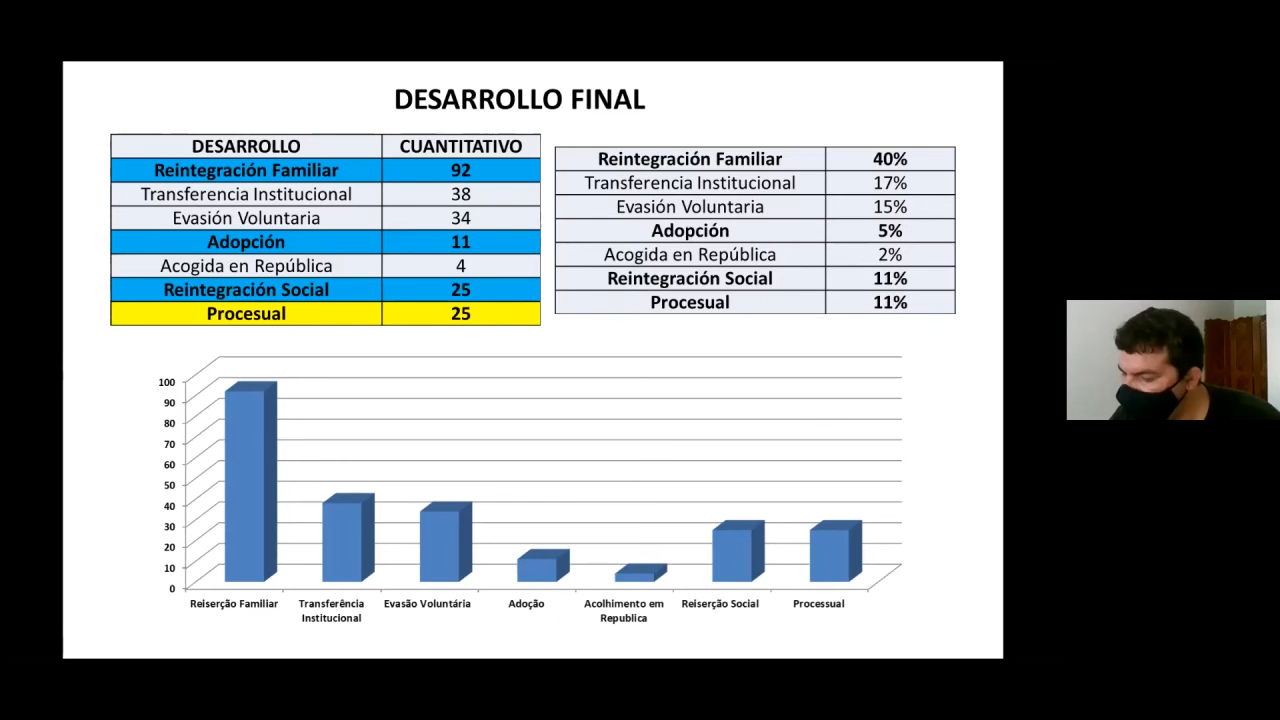 DESARROLLO FINAL
DESARROLLO CUANTITATIVO
Reintegración Familiar 92
Transferencia Institucional 38
Evasión Voluntaria 34
Adopción 11
Acogida en República 4
Reintegración Social 25
Procesual 25
Reintegración Familiar 40%
Transferencia Institucional 17%
Evasión Voluntaria 15%
Adopción 5%
Acogida en República 2%
Reintegración Social 11%
Procesual 11%
100
90
80
70
60
50
40
30
20
10
0
Reiserção Familiar Transferência Evasão Voluntária Adoção Acolhimento em Reiserção Social Processual
Institucional Republica